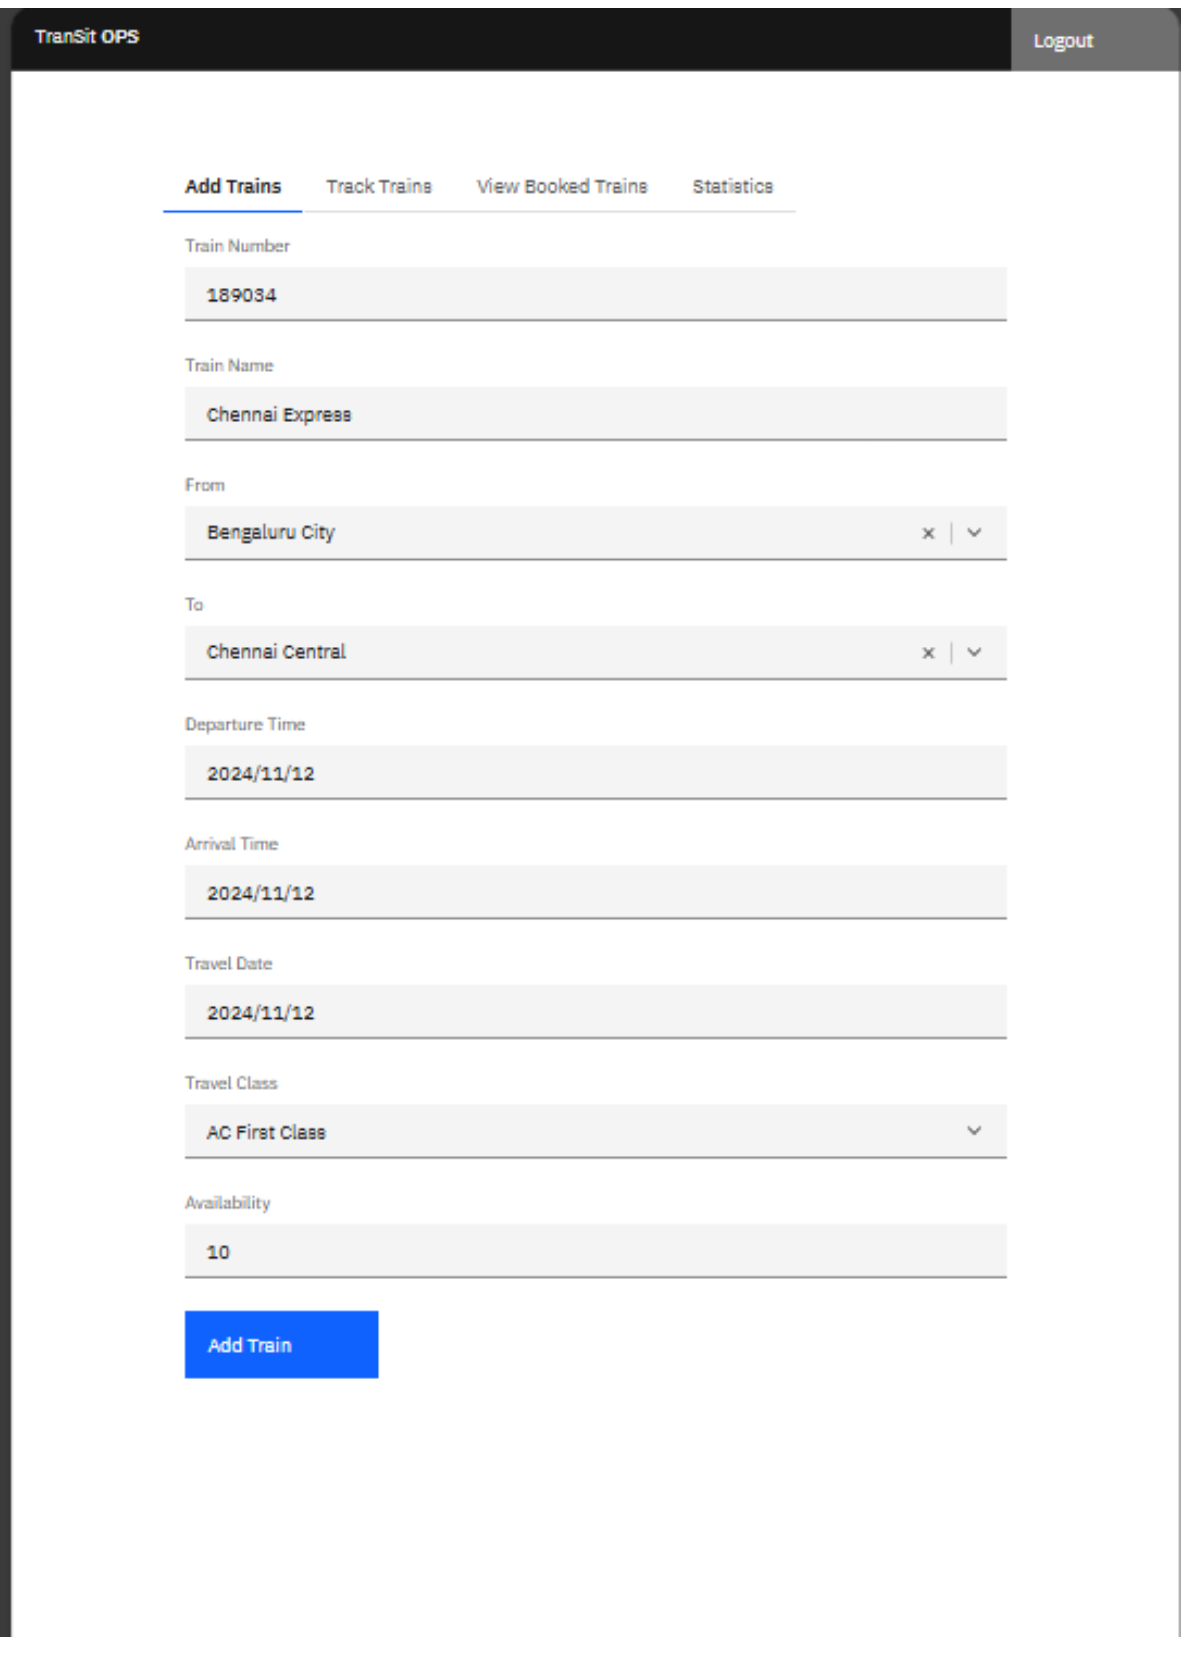 TranSit OPS
Logout
Add Trains Track Trains View Booked Trains Statistics
Train Number
189034
Train Name
Chennai Express
From
Bengaluru City
To
Chennai Central
Departure Time
2024/11/12
Arrival Time
2024/11/12
Travel Date
2024/11/12
Travel Class
AC First Class
Availability
10
Add Train